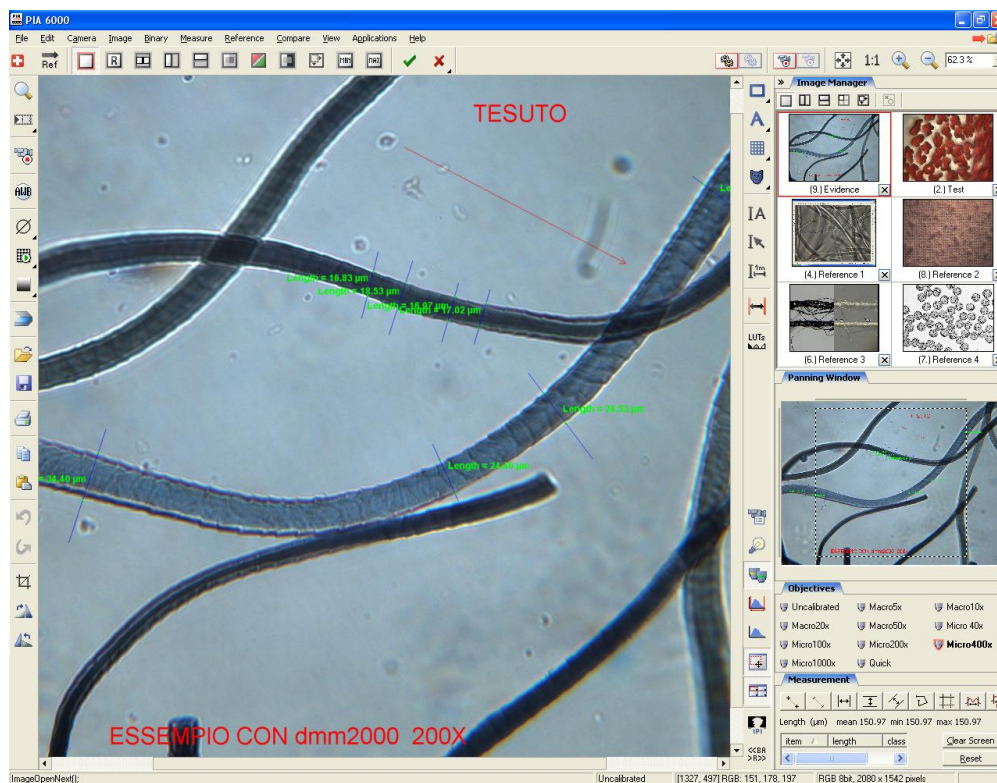 PIA 6000
File Edit Camera Image Binary Measure Reference Compare View Applications Help
Ref
1:1
62.3 %
Image Manager
AWB
TESUTO
Length = 16.83 µm
Length = 18.53 µm
Length = 16.97 µm
Length = 17.02 µm
Length = 24.53 µm
= 34.40 µm
ESSEMPIO CON dmm2000 200X
LUTs
(9.) Evidence
(2.) Test
(4.) Reference 1
(8.) Reference 2
(6.) Reference 3
(7.) Reference 4
Panning Window
Objectives
Uncalibrated Macro5x Macro10x
Macro20x Macro50x Micro 40x
Micro100x Micro200x Micro400x
Micro1000x Quick
Measurement
Length (µm) mean 150.97 min 150.97 max 150.97
item / length class
Clear Screen
Reset
ImageOpenNext();
Uncalibrated
[1327, 497] RGB: 151, 178, 197
RGB 8bit, 2080 x 1542 pixels